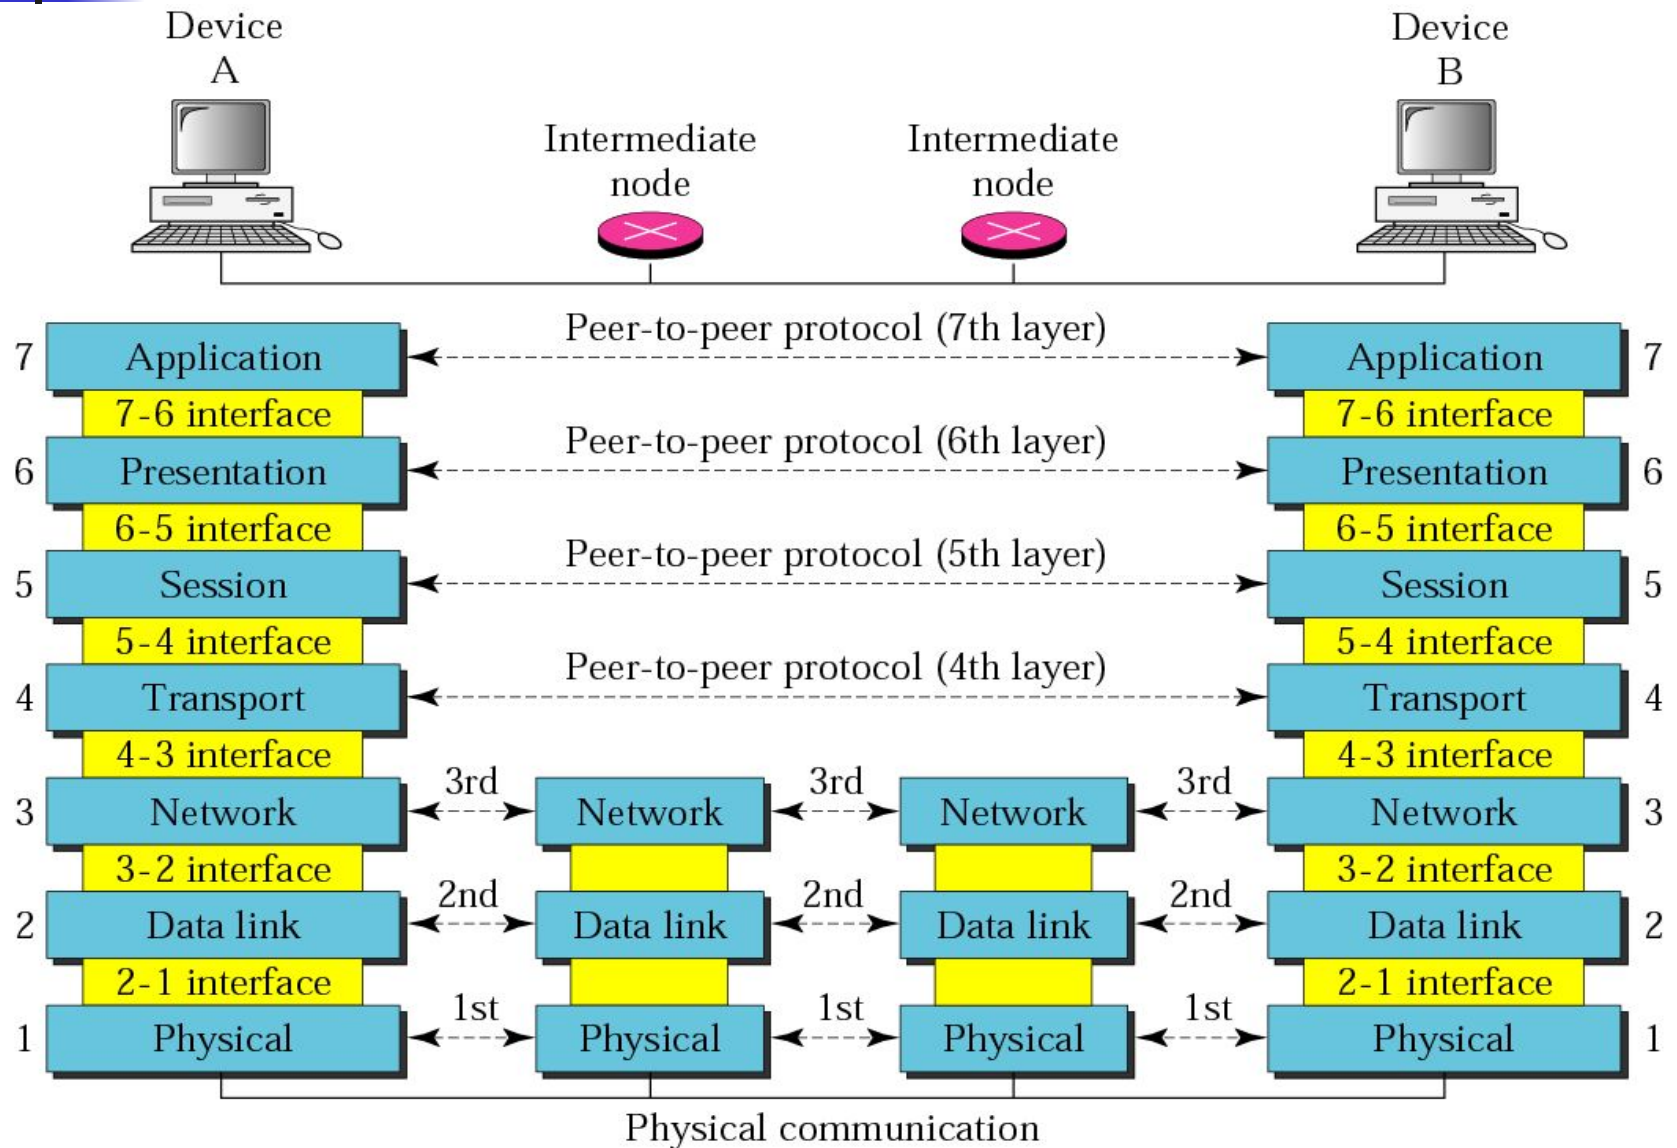 Device
A
Device
B
Intermediate
node
Intermediate
node
Peer-to-peer protocol (7th layer)
7 Application Application 7
7-6 interface 7-6 interface
Peer-to-peer protocol (6th layer)
6 Presentation Presentation 6
6-5 interface 6-5 interface
Peer-to-peer protocol (5th layer)
5 Session Session 5
5-4 interface 5-4 interface
Peer-to-peer protocol (4th layer)
4 Transport Transport 4
4-3 interface 4-3 interface
3rd 3rd 3rd
3 Network Network Network Network 3
3-2 interface 3-2 interface
2nd 2nd 2nd
2 Data link Data link Data link Data link 2
2-1 interface 2-1 interface
1st 1st 1st
1 Physical Physical Physical Physical 1
Physical communication